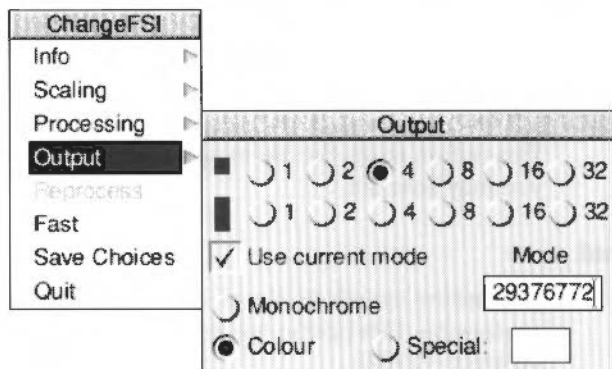 ChangeFSI
Info
Scaling
Processing
Output
Reprocess
Fast
Save Choices
Quit
Output
1 2 4 8 16 32
1 2 4 8 16 32
Use current mode Mode
29376772
Monochrome
Colour Special: